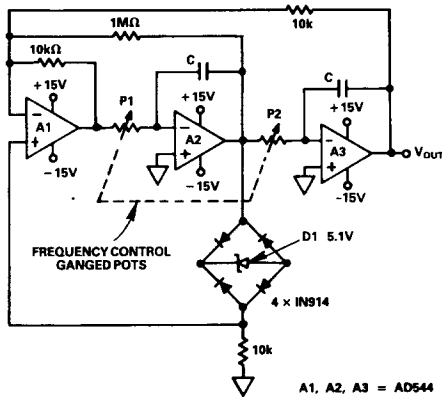 10k
1MΩ
10kΩ
+15V
P1
C
+15V
P2
C
+15V
−
A1
+
−15V
−
A2
+
−15V
−
A3
+
−15V
VOUT
FREQUENCY CONTROL
GANGED POTS
D1 5.1V
4 × IN914
10k
A1, A2, A3 = AD544